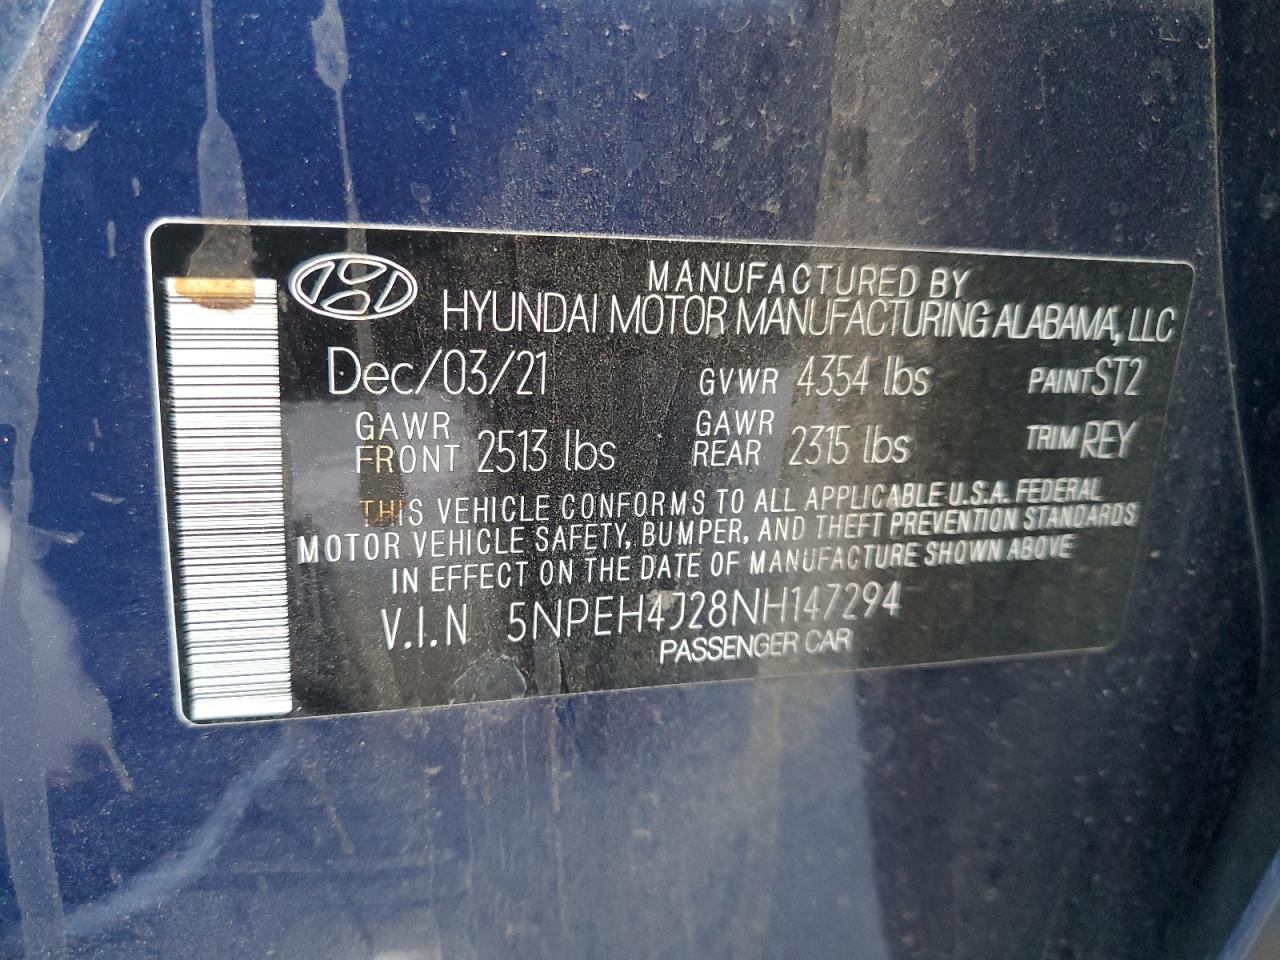 MANUFACTURED BY
HYUNDAI MOTOR MANUFACTURING ALABAMA, LLC
Dec/03/21 GVWR 4354 lbs PAINT ST2
GAWR FRONT 2513 lbs GAWR REAR 2315 lbs TRIM REY
THIS VEHICLE CONFORMS TO ALL APPLICABLE U.S.A. FEDERAL
MOTOR VEHICLE SAFETY, BUMPER, AND THEFT PREVENTION STANDARDS
IN EFFECT ON THE DATE OF MANUFACTURE SHOWN ABOVE
V.I.N 5NPEH4J28NH147294
PASSENGER CAR